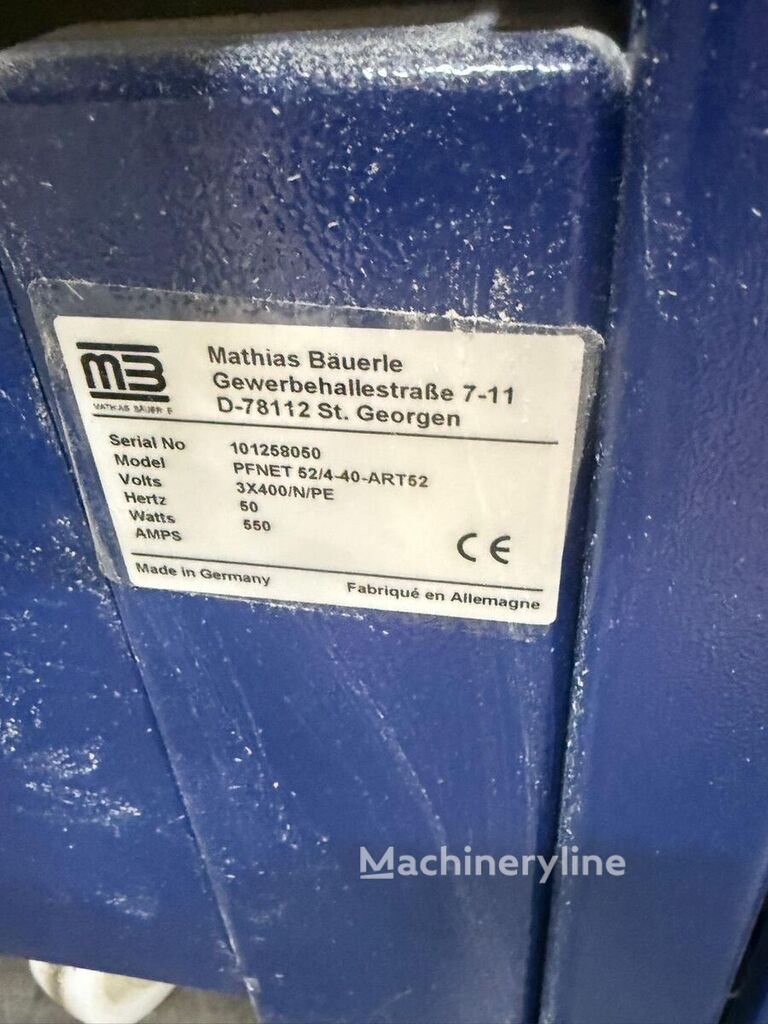 MB
MATHIAS BÄUERLE
Mathias Bäuerle
Gewerbehallestraße 7-11
D-78112 St. Georgen
Serial No 101258050
Model PFNET 52/4-40-ART52
Volts 3X400/N/PE
Hertz 50
Watts 550
AMPS
CE
Made in Germany Fabriqué en Allemagne
Machineryline